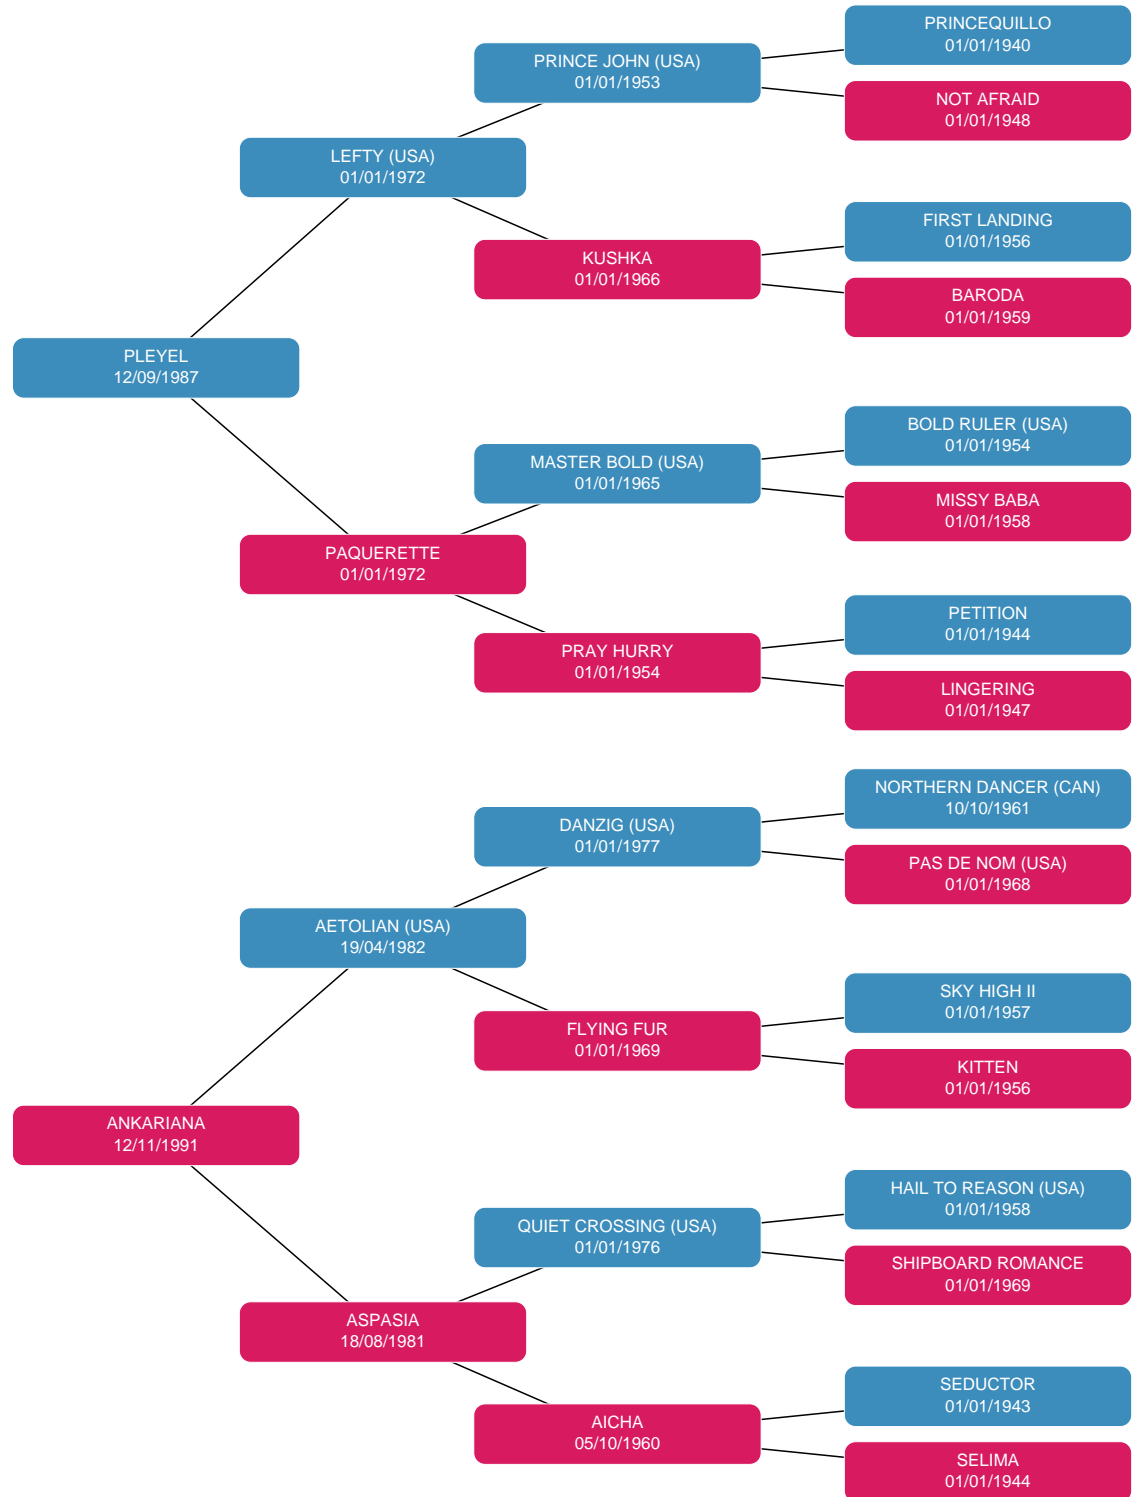 PRINCEQUILLO
01/01/1940
PRINCE JOHN (USA)
01/01/1953
NOT AFRAID
01/01/1948
LEFTY (USA)
01/01/1972
FIRST LANDING
01/01/1956
KUSHKA
01/01/1966
BARODA
01/01/1959
PLEYEL
12/09/1987
BOLD RULER (USA)
01/01/1954
MASTER BOLD (USA)
01/01/1965
MISSY BABA
01/01/1958
PAQUERETTE
01/01/1972
PETITION
01/01/1944
PRAY HURRY
01/01/1954
LINGERING
01/01/1947
NORTHERN DANCER (CAN)
10/10/1961
DANZIG (USA)
01/01/1977
PAS DE NOM (USA)
01/01/1968
AETOLIAN (USA)
19/04/1982
SKY HIGH II
01/01/1957
FLYING FUR
01/01/1969
KITTEN
01/01/1956
ANKARIANA
12/11/1991
HAIL TO REASON (USA)
01/01/1958
QUIET CROSSING (USA)
01/01/1976
SHIPBOARD ROMANCE
01/01/1969
ASPASIA
18/08/1981
SEDUCTOR
01/01/1943
AICHA
05/10/1960
SELIMA
01/01/1944